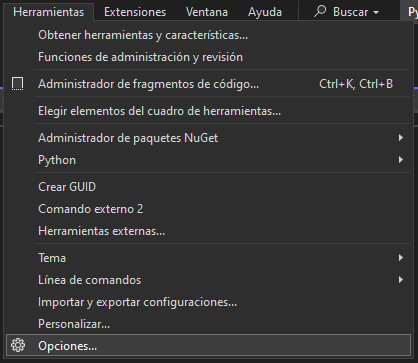 Herramientas Extensiones Ventana Ayuda Buscar
Obtener herramientas y características...
Funciones de administración y revisión
Administrador de fragmentos de código... Ctrl+K, Ctrl+B
Elegir elementos del cuadro de herramientas...
Administrador de paquetes NuGet
Python
Crear GUID
Comando externo 2
Herramientas externas...
Tema
Línea de comandos
Importar y exportar configuraciones...
Personalizar...
Opciones...